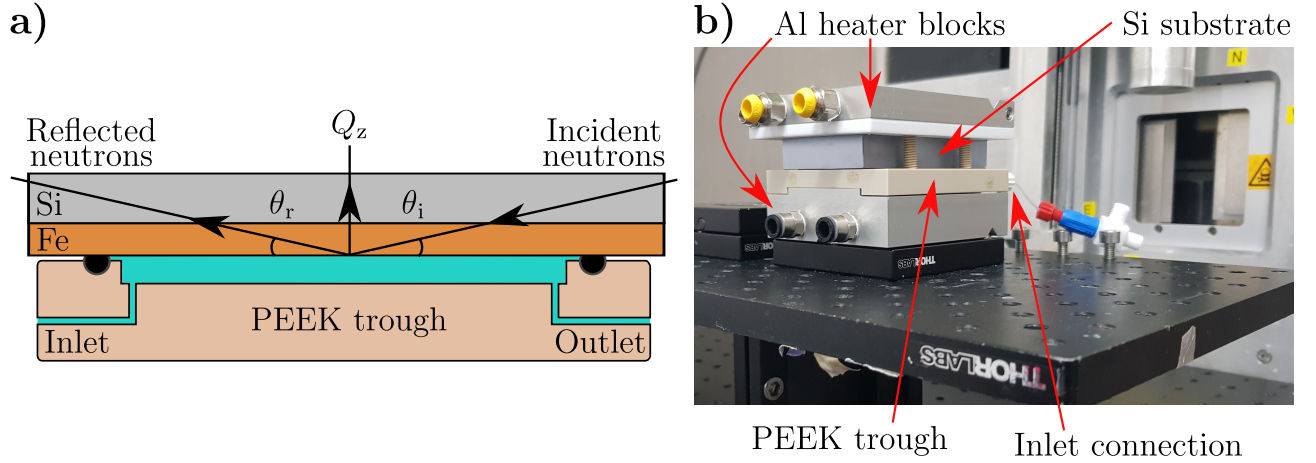 a)
Reflected
neutrons
Q_z
Incident
neutrons
Si
θ_r
θ_i
Fe
PEEK trough
Inlet
Outlet
b)
Al heater blocks
Si substrate
N
THORLABS
THORLABS
PEEK trough
Inlet connection